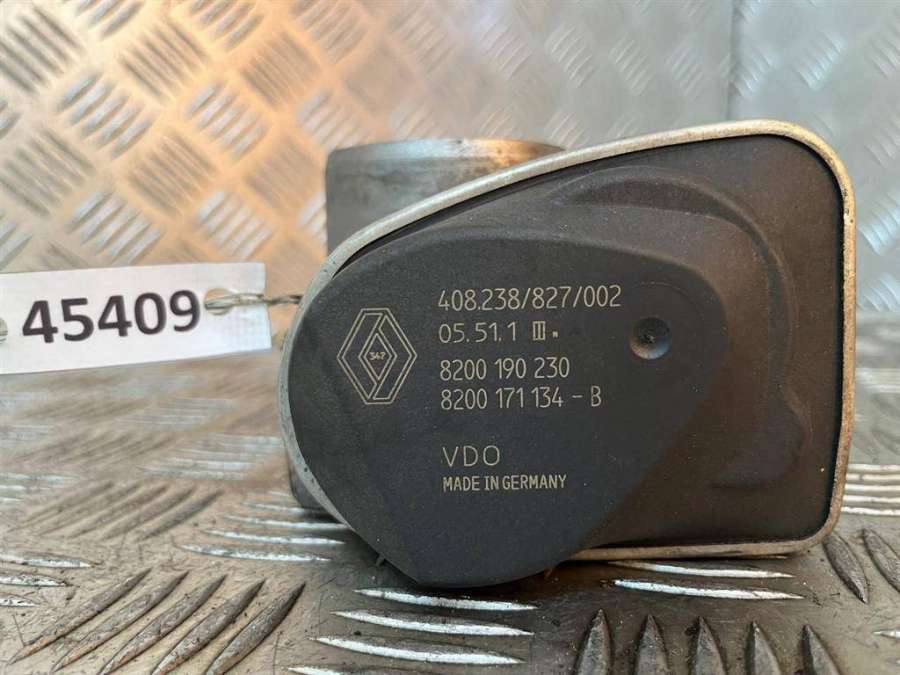 45409
347
408.238/827/002
05.51.1 III
8200 190 230
8200 171 134 - B
VDO
MADE IN GERMANY